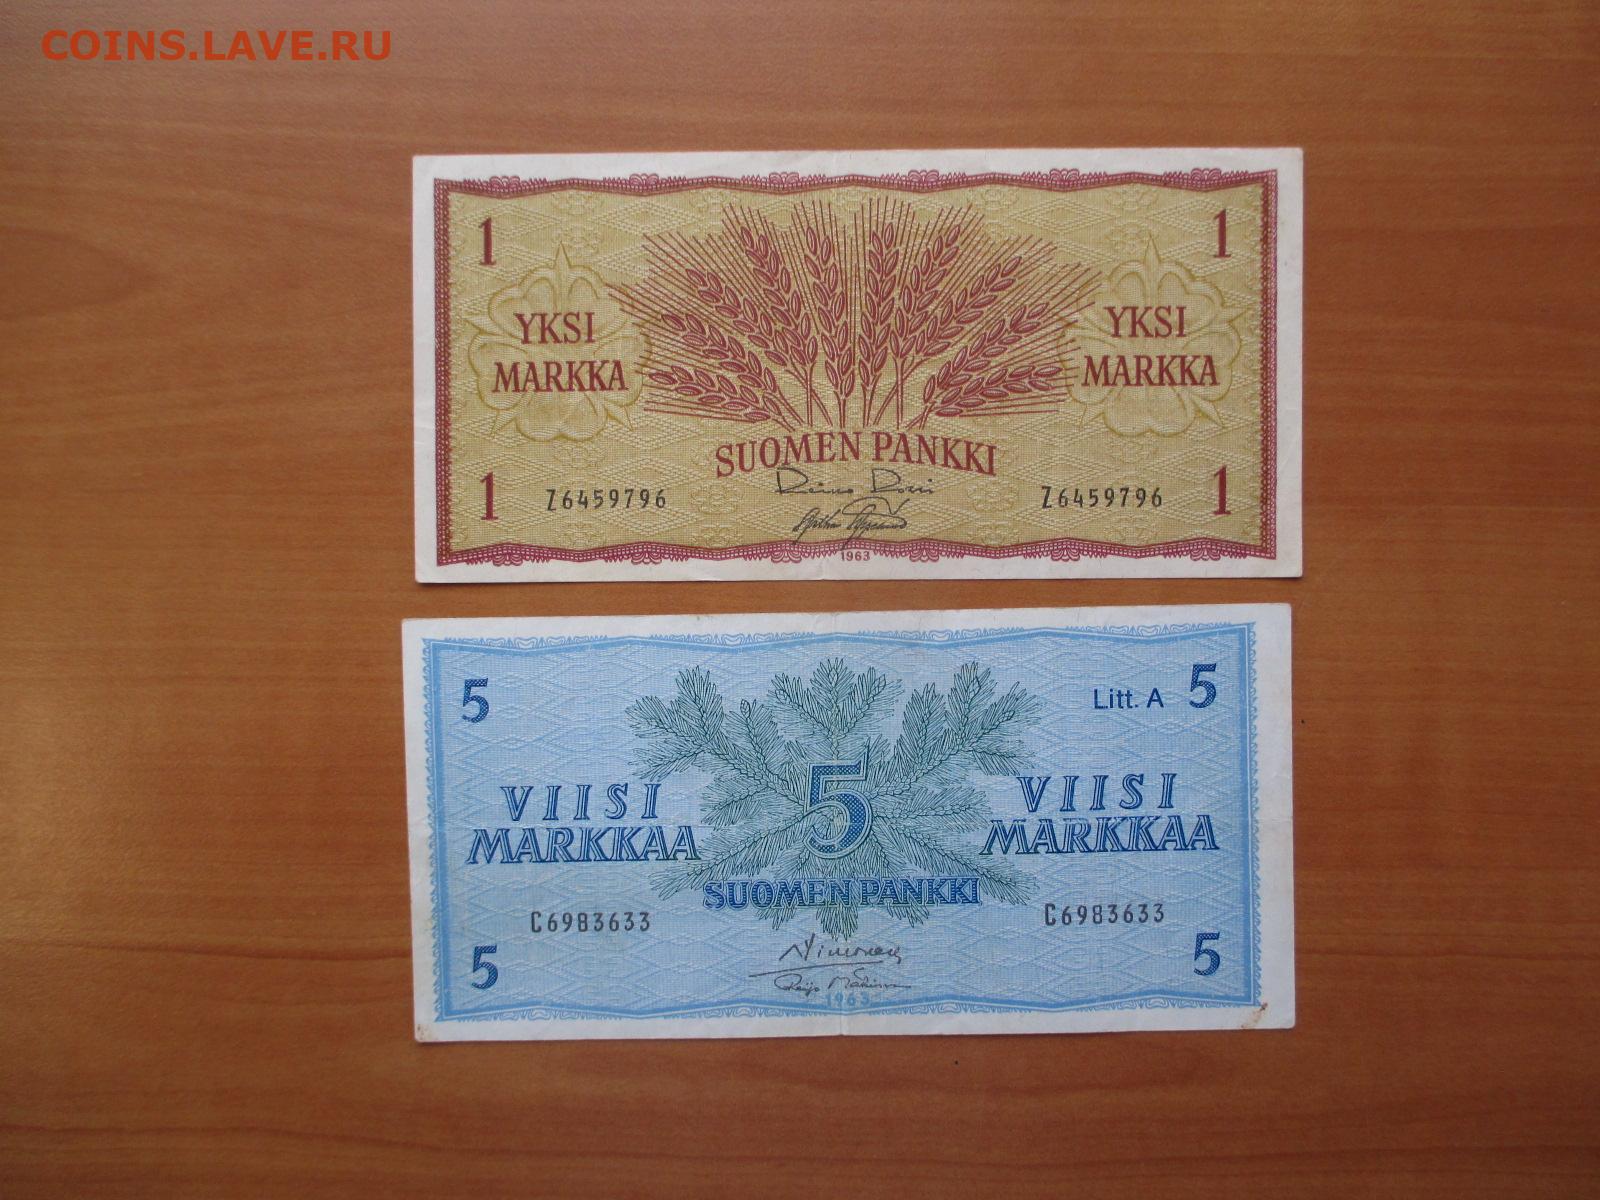 COINS.LAVE.RU
1 1
YKSI YKSI
MARKKA MARKKA
SUOMEN PANKKI
1 Z6459796 Z6459796 1
1963
5 Litt. A 5
5
VIISI VIISI
MARKKAA MARKKAA
SUOMEN PANKKI
C6983633 C6983633
5 5
1963